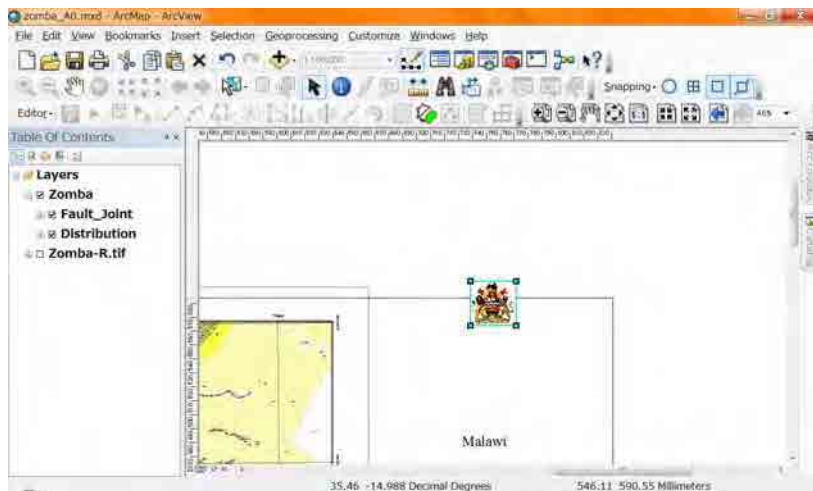 zomba_A0.mxd - ArcMap - ArcView
File Edit View Bookmarks Insert Selection Geoprocessing Customize Windows Help
Snapping
Editor
Table Of Contents
Layers
Zomba
Fault_Joint
Distribution
Zomba-R.tif
Malawi
35.46 -14.988 Decimal Degrees
546.11 590.55 Millimeters